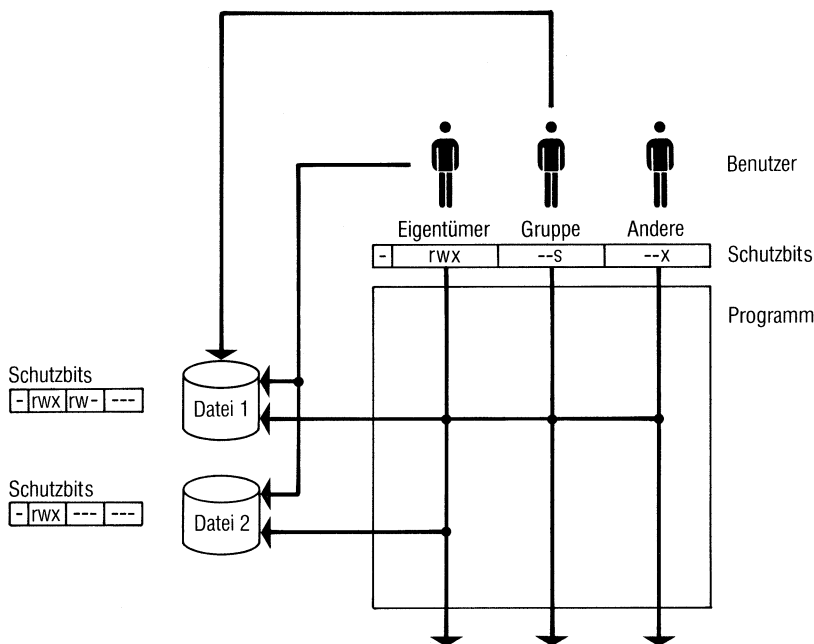 Benutzer
Eigentümer Gruppe Andere
- rwx --s --x Schutzbits
Programm
Schutzbits
- rwx rw- ---
Datei 1
Schutzbits
- rwx --- ---
Datei 2